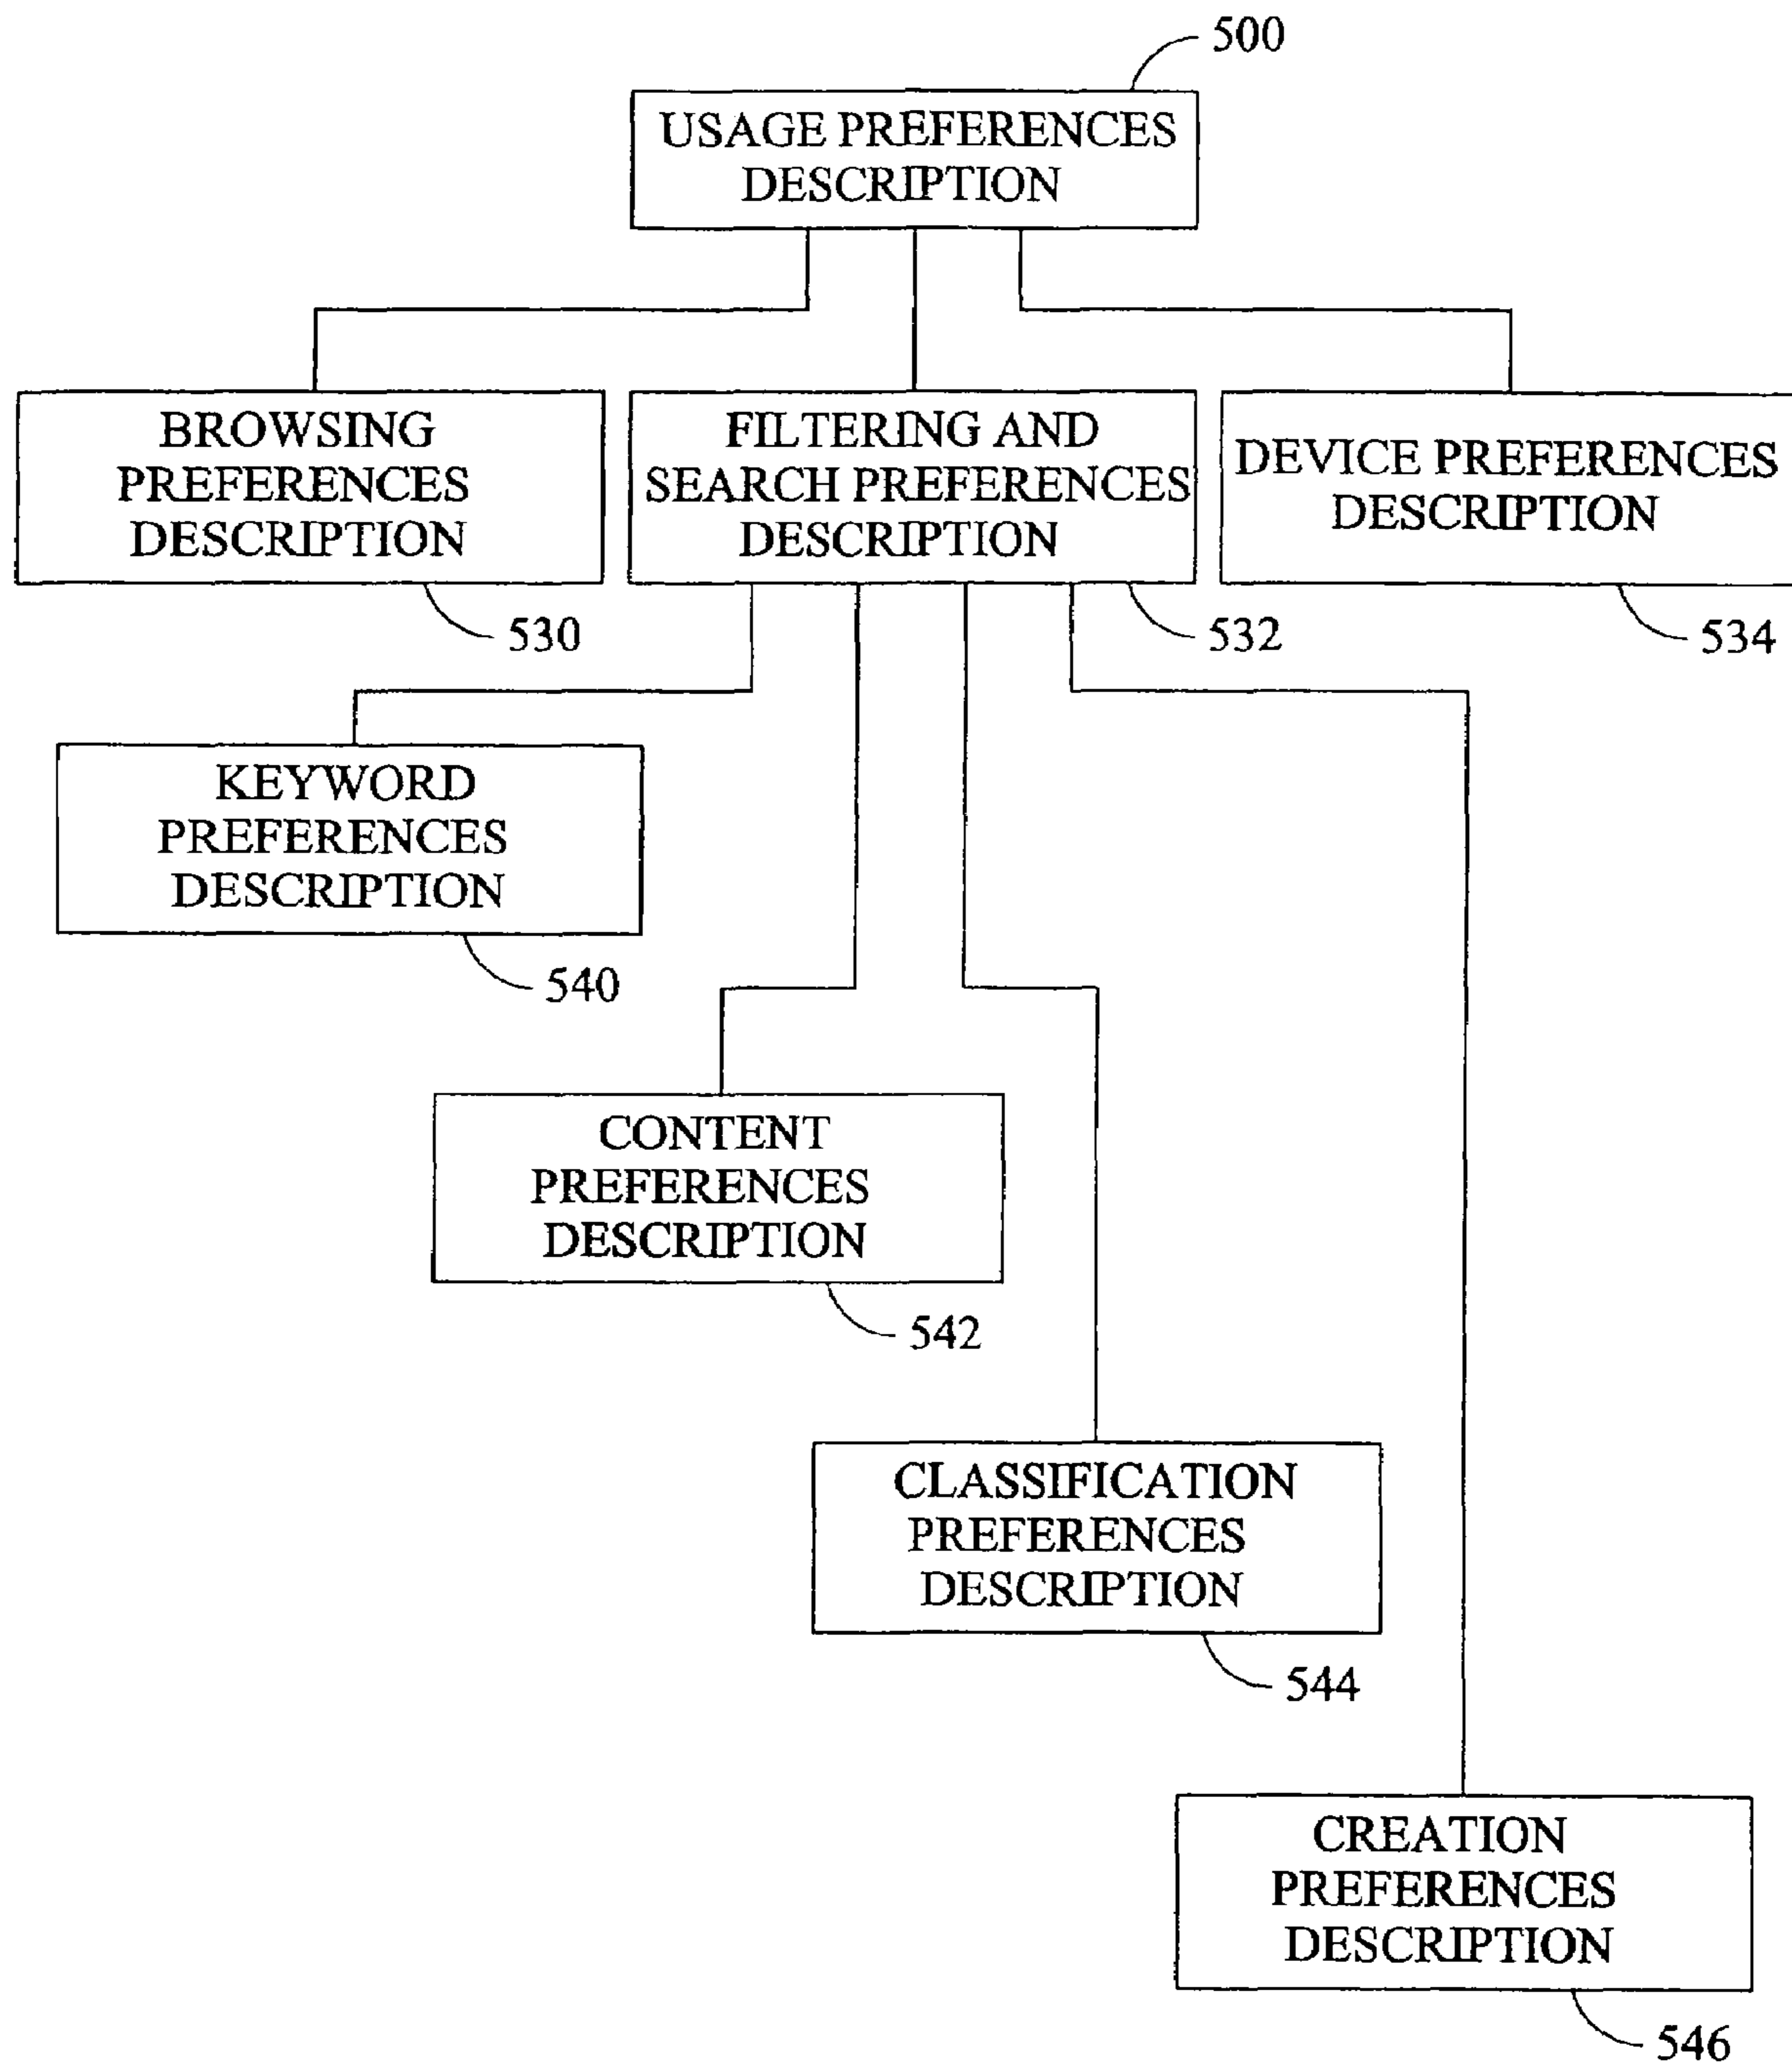 500
USAGE PREFERENCES
DESCRIPTION
BROWSING
PREFERENCES
DESCRIPTION
530
FILTERING AND
SEARCH PREFERENCES
DESCRIPTION
532
DEVICE PREFERENCES
DESCRIPTION
534
KEYWORD
PREFERENCES
DESCRIPTION
540
CONTENT
PREFERENCES
DESCRIPTION
542
CLASSIFICATION
PREFERENCES
DESCRIPTION
544
CREATION
PREFERENCES
DESCRIPTION
546